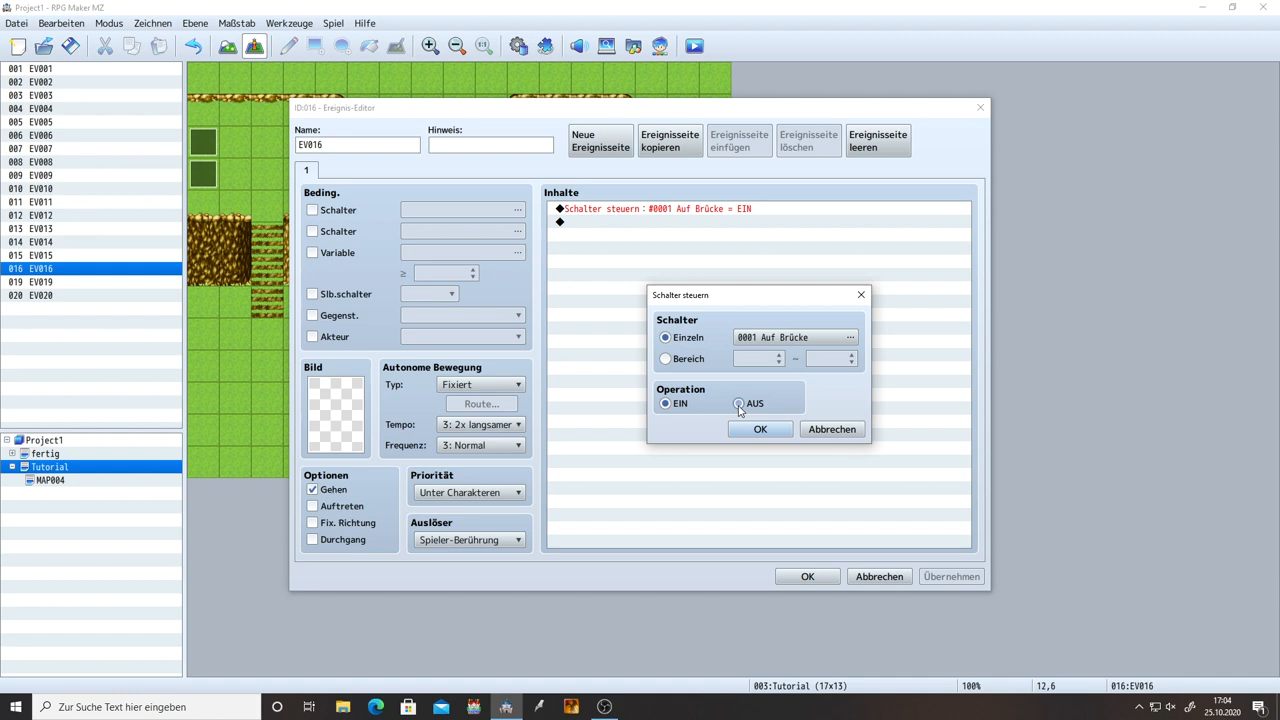 Project1 - RPG Maker MZ
Datei Bearbeiten Modus Zeichnen Ebene Maßstab Werkzeuge Spiel Hilfe
001 EV001
002 EV002
003 EV003
004 EV004
005 EV005
006 EV006
007 EV007
008 EV008
009 EV009
010 EV010
011 EV011
012 EV012
013 EV013
014 EV014
015 EV015
016 EV016
019 EV019
020 EV020
Project1
fertig
Tutorial
MAP004
ID:016 - Ereignis-Editor
Name:
EV016
Hinweis:
Neue Ereignisseite
Ereignisseite kopieren
Ereignisseite einfügen
Ereignisseite löschen
Ereignisseite leeren
1
Beding.
Schalter ...
Schalter ...
Variable ...
≥
Slb.schalter
Gegenst.
Akteur
Bild
Autonome Bewegung
Typ: Fixiert
Route...
Tempo: 3: 2x langsamer
Frequenz: 3: Normal
Optionen
Gehen
Auftreten
Fix. Richtung
Durchgang
Priorität
Unter Charakteren
Auslöser
Spieler-Berührung
Inhalte
◆Schalter steuern:#0001 Auf Brücke = EIN
◆
Schalter steuern
Schalter
Einzeln 0001 Auf Brücke ...
Bereich ~
Operation
EIN AUS
OK Abbrechen
OK Abbrechen Übernehmen
003:Tutorial (17×13) 100% 12,6 016:EV016
Zur Suche Text hier eingeben
17:04
25.10.2020
1